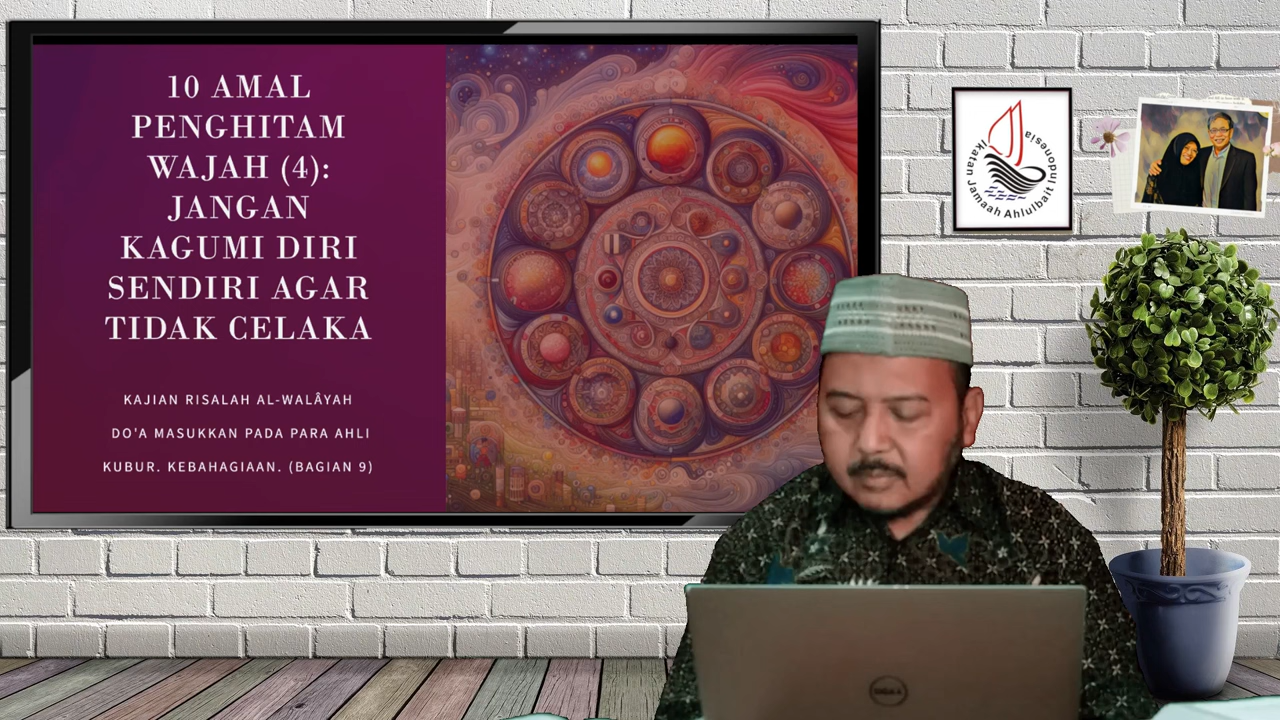 10 AMAL
PENGHITAM
WAJAH (4):
JANGAN
KAGUMI DIRI
SENDIRI AGAR
TIDAK CELAKA
KAJIAN RISALAH AL-WALÂYAH
DO'A MASUKKAN PADA PARA AHLI
KUBUR. KEBAHAGIAAN. (BAGIAN 9)
Ikatan Jamaah Ahlulbait Indonesia